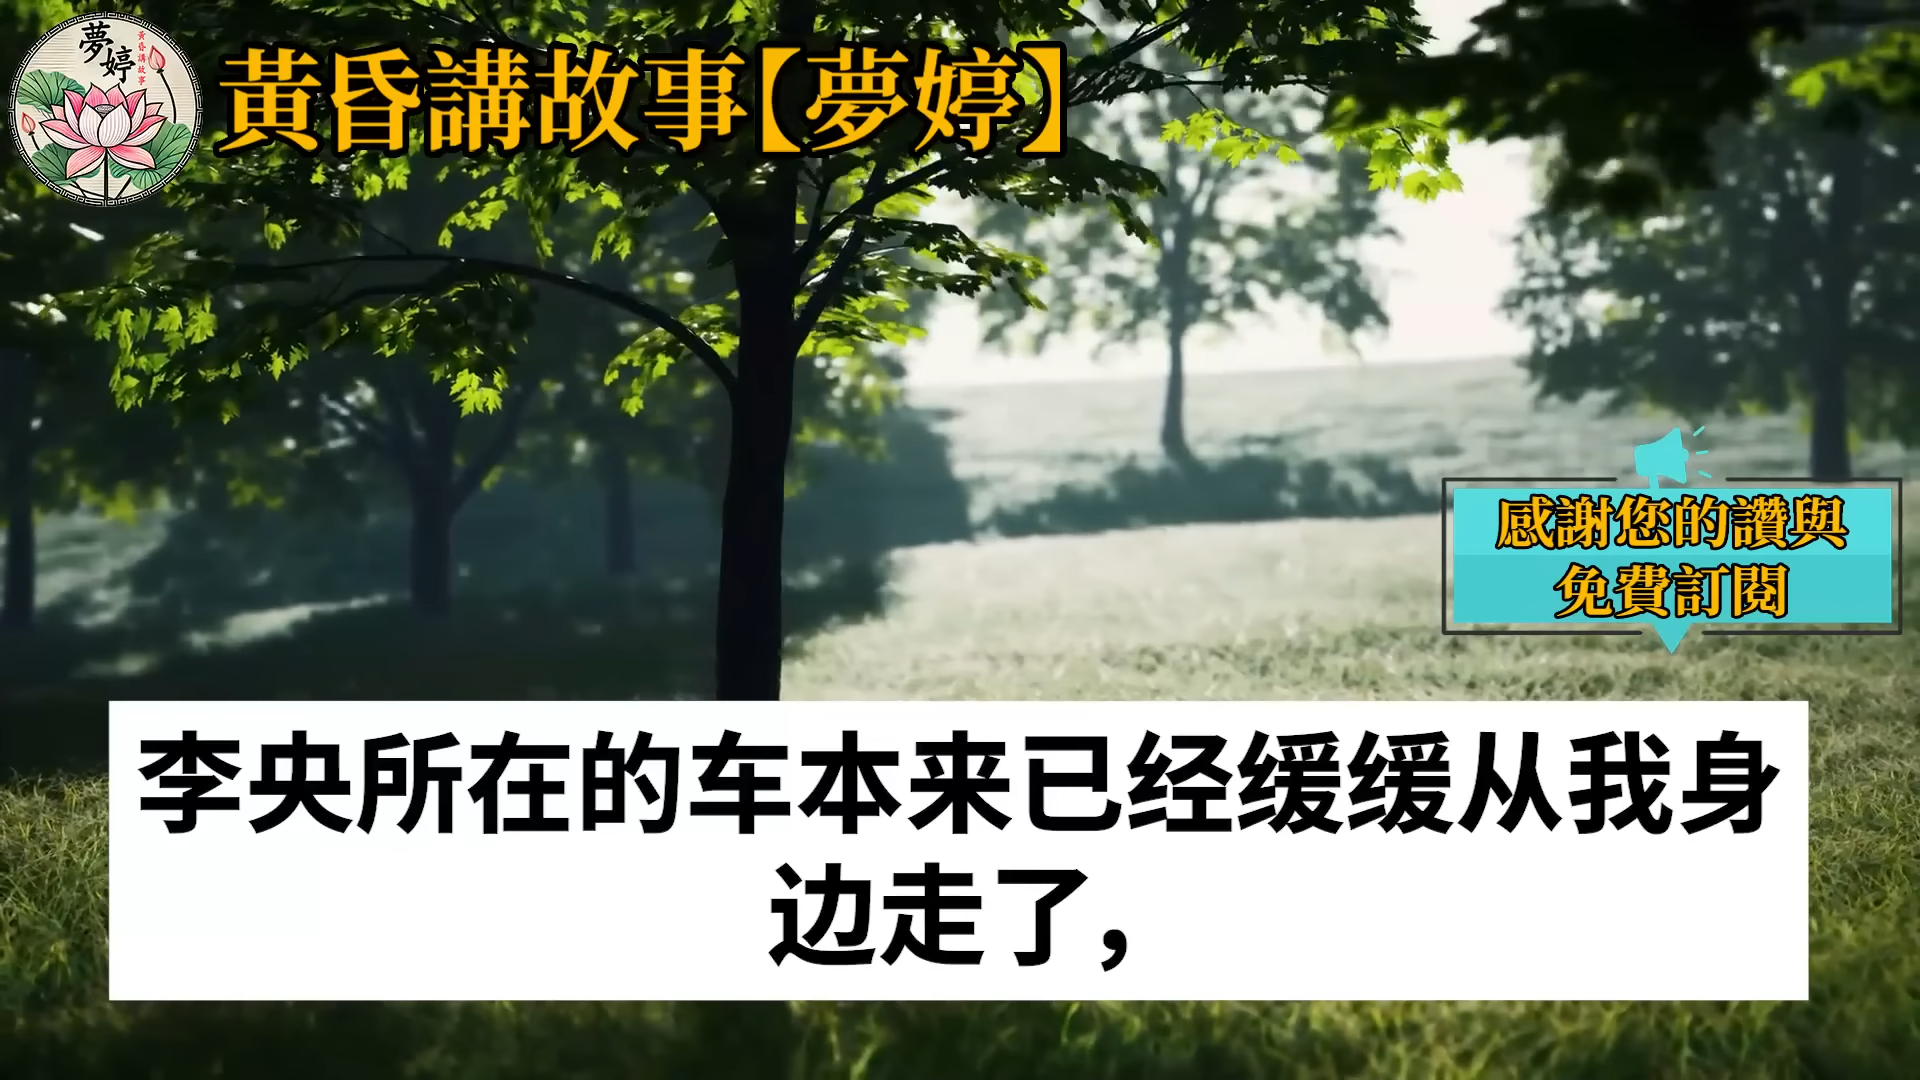 夢婷
黃昏講故事
黃昏講故事【夢婷】
感謝您的讚與
免費訂閱
李央所在的车本来已经缓缓从我身
边走了，